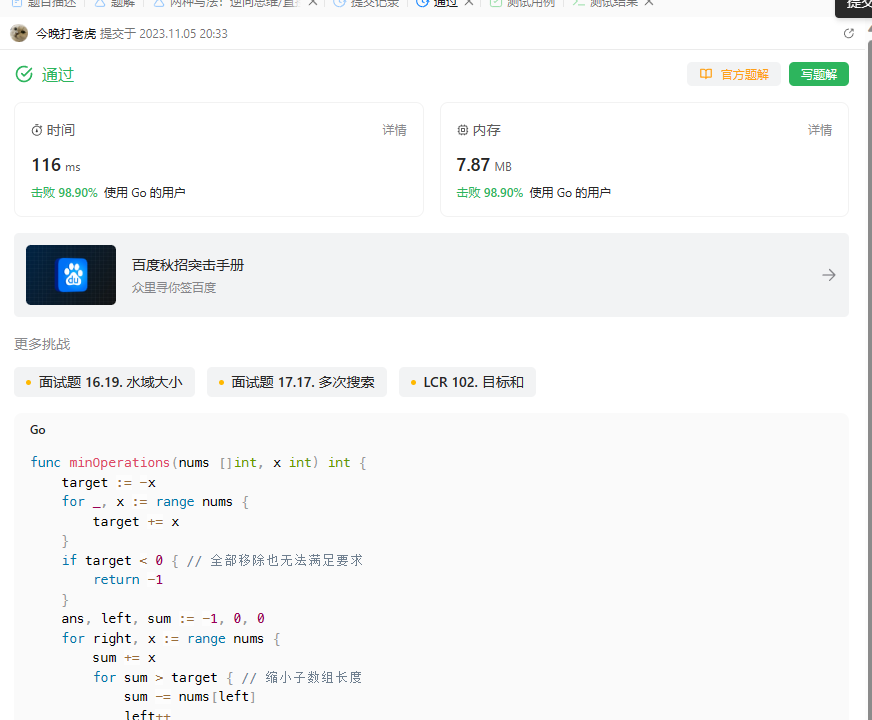 题目描述 题解 两种写法：逆向思维/直 提交记录 通过 测试用例 测试结果 提交
今晚打老虎 提交于 2023.11.05 20:33
通过 官方题解 写题解
时间 详情 内存 详情
116 ms 7.87 MB
击败 98.90% 使用 Go 的用户 击败 98.90% 使用 Go 的用户
du 百度秋招突击手册
众里寻你签百度
更多挑战
面试题 16.19. 水域大小 面试题 17.17. 多次搜索 LCR 102. 目标和
Go
func minOperations(nums []int, x int) int {
    target := -x
    for _, x := range nums {
        target += x
    }
    if target < 0 { // 全部移除也无法满足要求
        return -1
    }
    ans, left, sum := -1, 0, 0
    for right, x := range nums {
        sum += x
        for sum > target { // 缩小子数组长度
            sum -= nums[left]
            left++